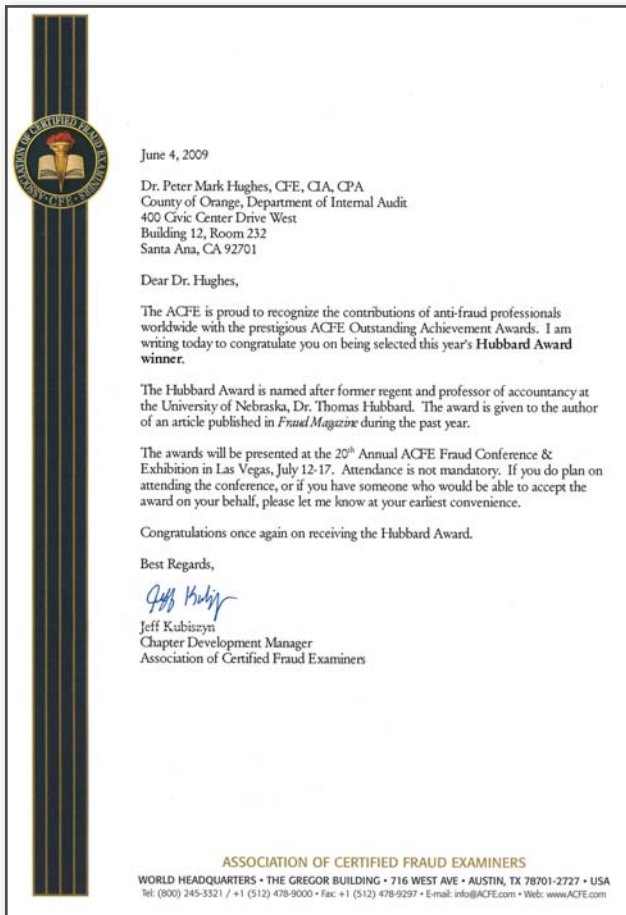 ASSOCIATION OF CERTIFIED FRAUD EXAMINERS
• CFE •
June 4, 2009
Dr. Peter Mark Hughes, CFE, CIA, CPA
County of Orange, Department of Internal Audit
400 Civic Center Drive West
Building 12, Room 232
Santa Ana, CA 92701
Dear Dr. Hughes,
The ACFE is proud to recognize the contributions of anti-fraud professionals
worldwide with the prestigious ACFE Outstanding Achievement Awards. I am
writing today to congratulate you on being selected this year's Hubbard Award
winner.
The Hubbard Award is named after former regent and professor of accountancy at
the University of Nebraska, Dr. Thomas Hubbard. The award is given to the author
of an article published in Fraud Magazine during the past year.
The awards will be presented at the 20th Annual ACFE Fraud Conference &
Exhibition in Las Vegas, July 12-17. Attendance is not mandatory. If you do plan on
attending the conference, or if you have someone who would be able to accept the
award on your behalf, please let me know at your earliest convenience.
Congratulations once again on receiving the Hubbard Award.
Best Regards,
Jeff Kubiszyn
Chapter Development Manager
Association of Certified Fraud Examiners
ASSOCIATION OF CERTIFIED FRAUD EXAMINERS
WORLD HEADQUARTERS • THE GREGOR BUILDING • 716 WEST AVE • AUSTIN, TX 78701-2727 • USA
Tel: (800) 245-3321 / +1 (512) 478-9000 • Fax: +1 (512) 478-9297 • E-mail: info@ACFE.com • Web: www.ACFE.com